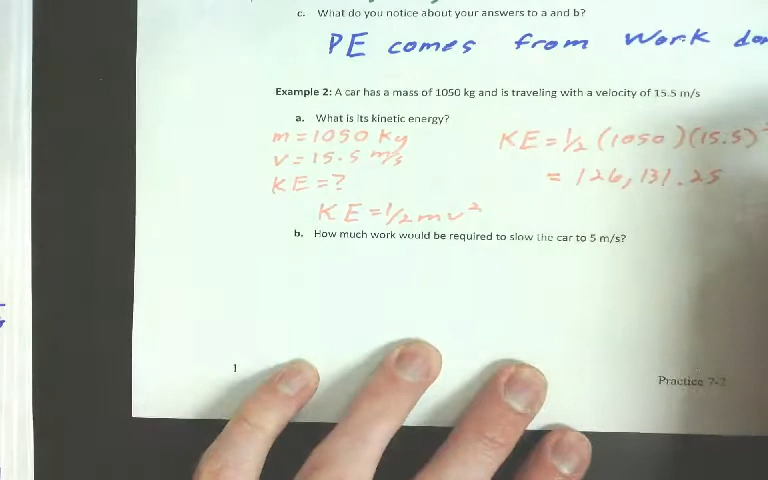 c. What do you notice about your answers to a and b?
PE comes from Work
Example 2: A car has a mass of 1050 kg and is traveling with a velocity of 15.5 m/s
a. What is its kinetic energy?
m = 1050 Kg
KE = 1/2 (1050)(15.5)²
v = 15.5 m/s
= 126,131.25
KE = ?
KE = 1/2 mv²
b. How much work would be required to slow the car to 5 m/s?
1
Practice 7-2